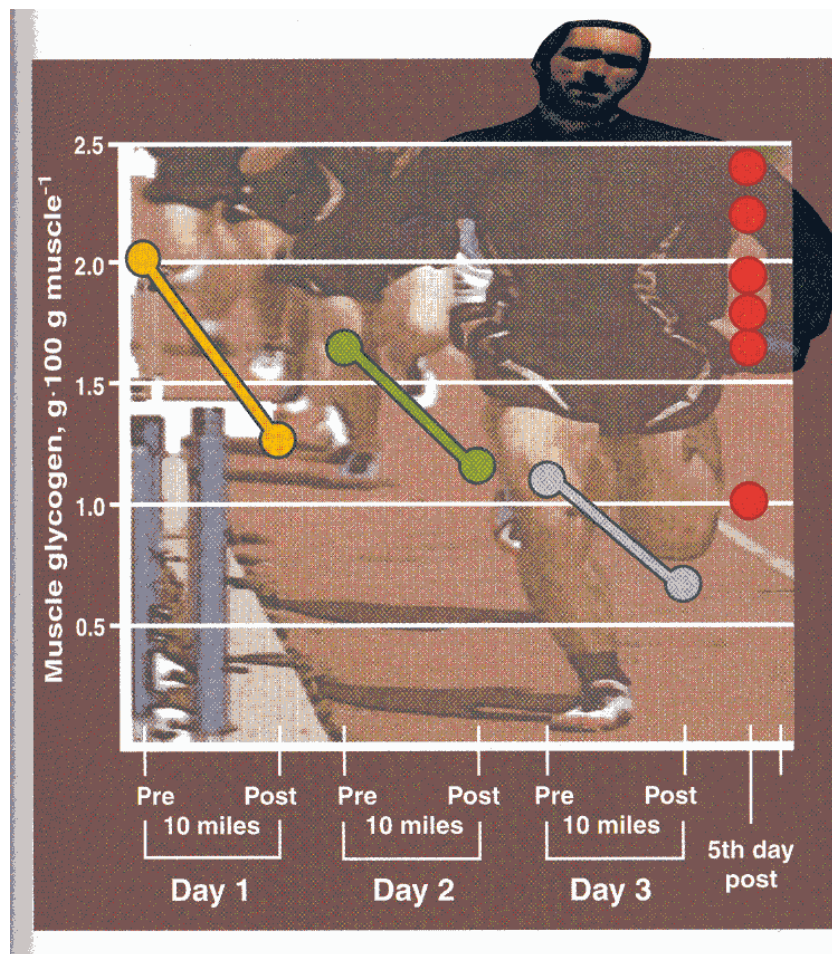 Muscle glycogen, g·100 g muscle⁻¹
2.5
2.0
1.5
1.0
0.5
Pre Post Pre Post Pre Post
10 miles 10 miles 10 miles
5th day
post
Day 1 Day 2 Day 3